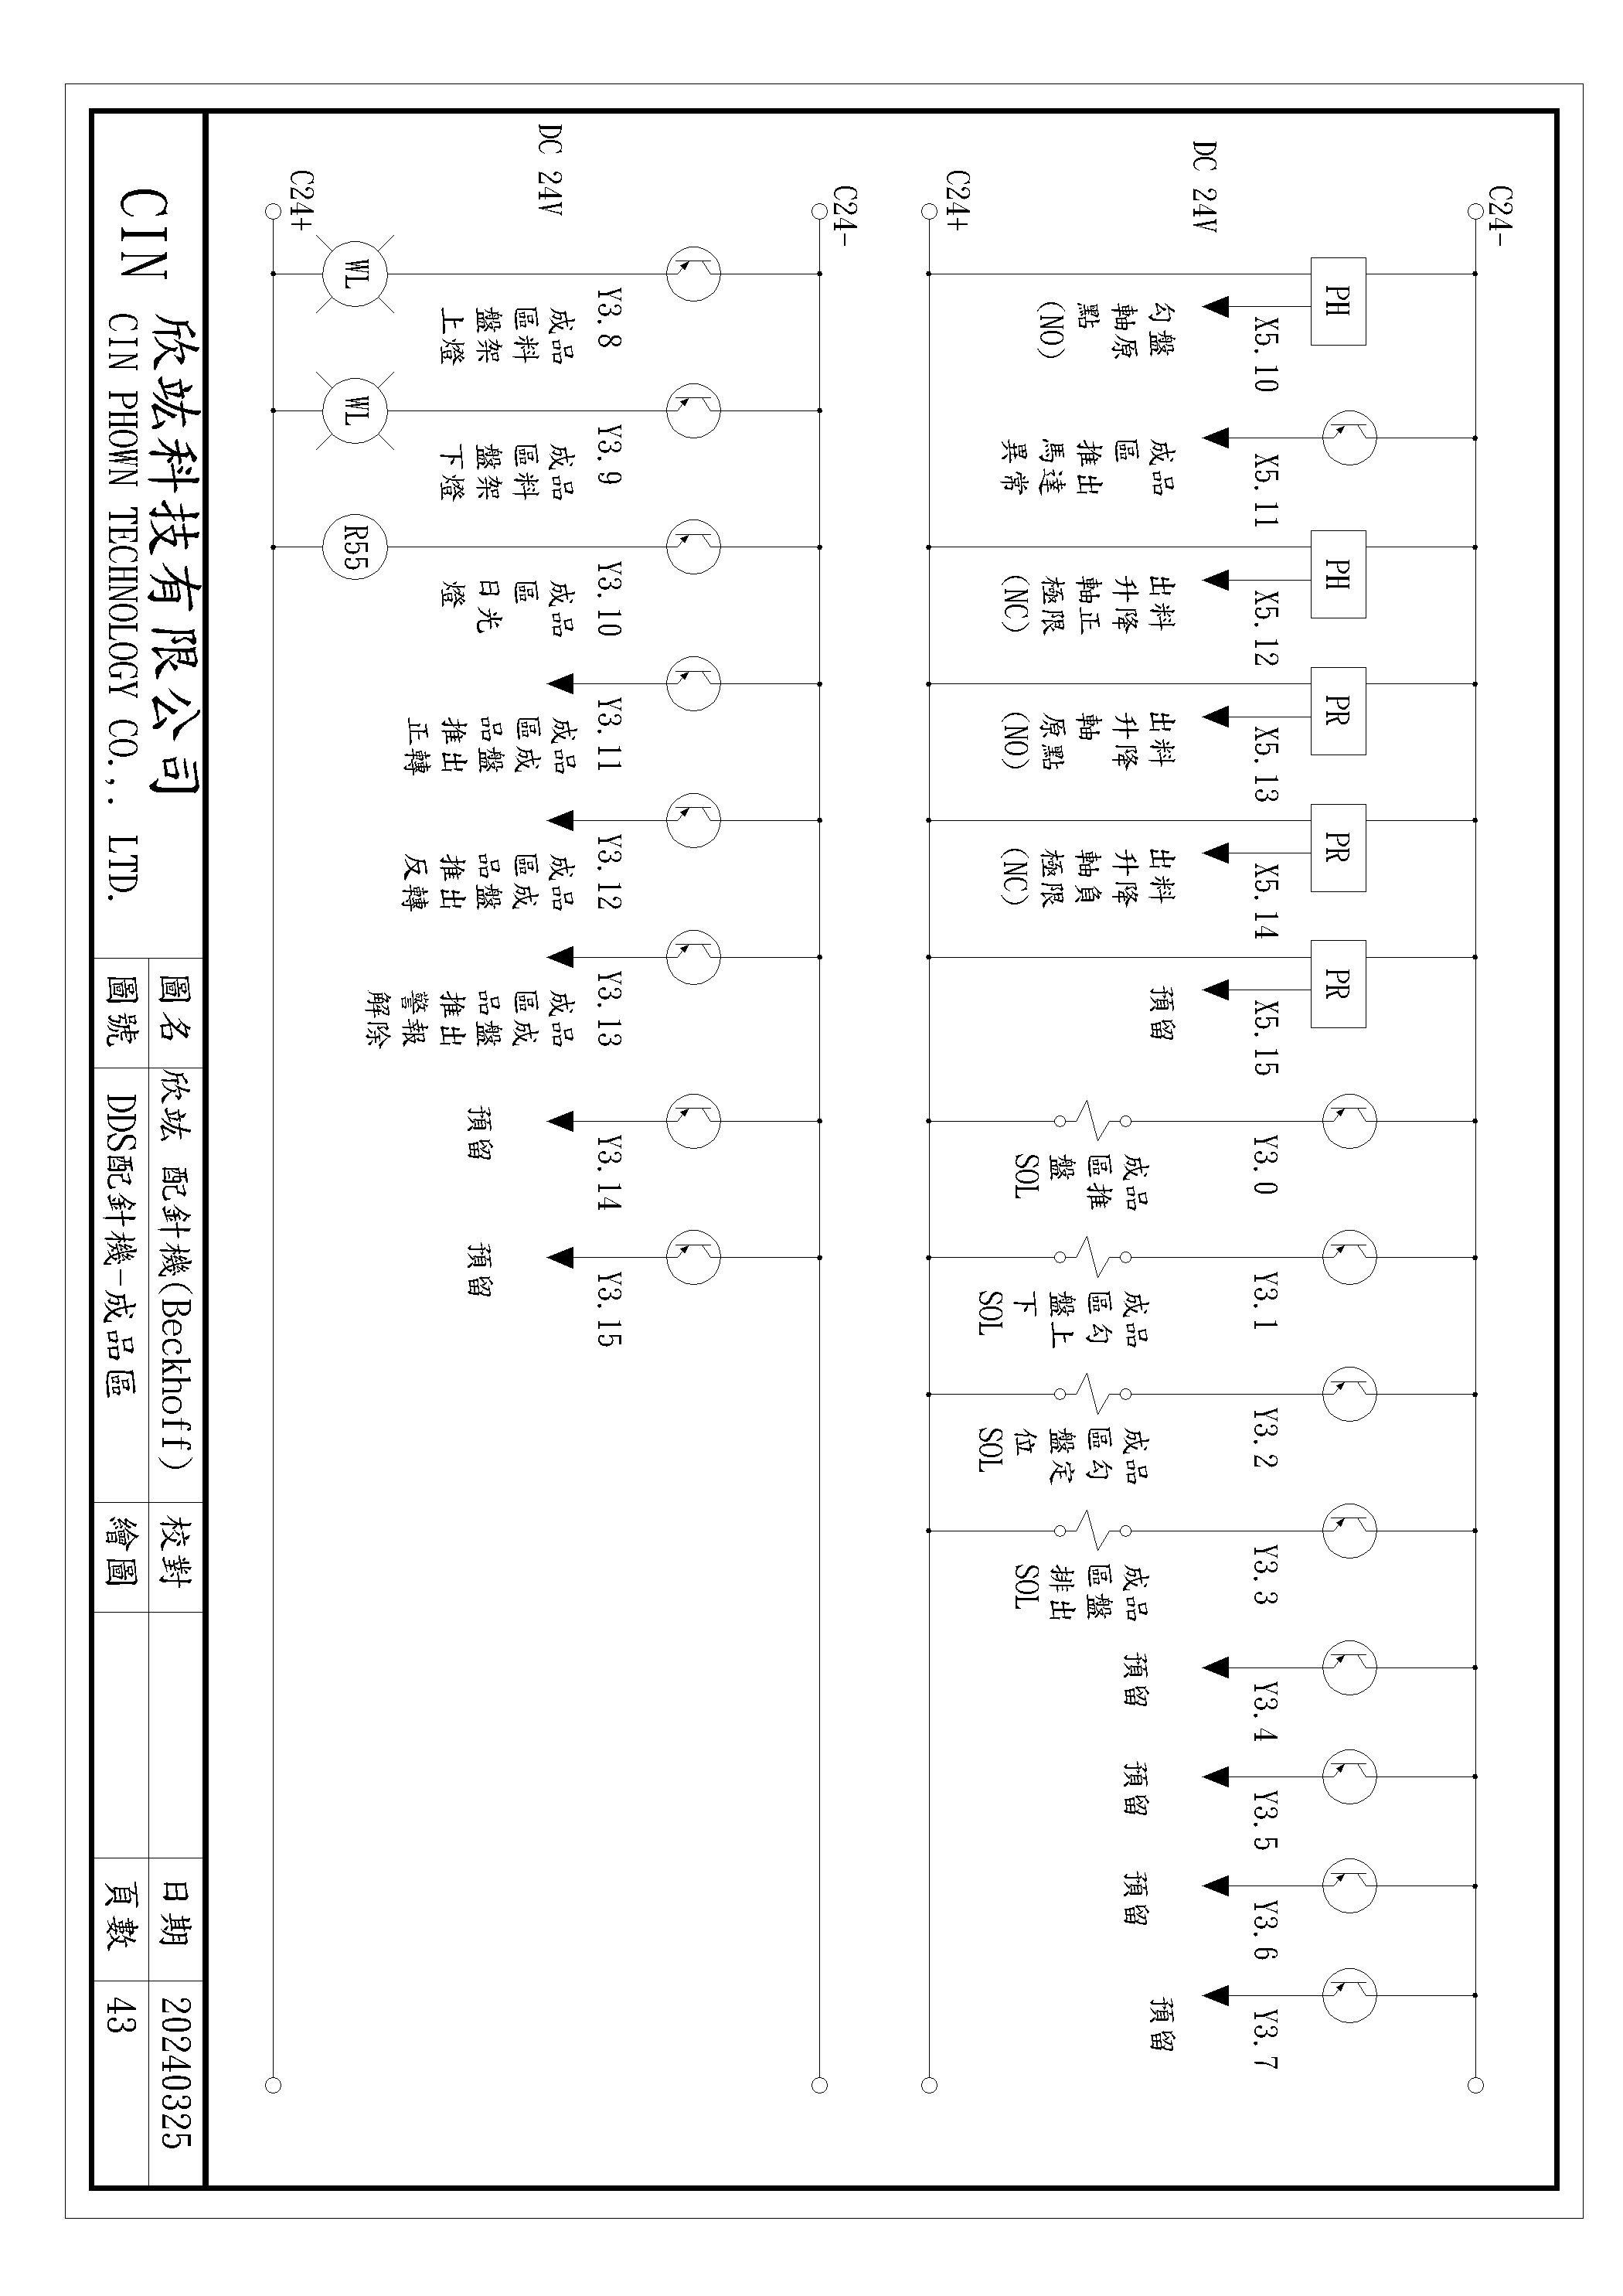 C24-
DC 24V
C24+
PH
X5.10
勾盤
軸原
點
(NO)
X5.11
成品
區
推出
馬達
異常
PH
X5.12
出料
升降
軸正
極限
(NC)
PR
X5.13
出料
升降
軸
原點
(NO)
PR
X5.14
出料
升降
軸負
極限
(NC)
PR
X5.15
預留
Y3.0
成品
區推
盤
SOL
Y3.1
成品
區勾
盤上
下
SOL
Y3.2
成品
區勾
盤定
位
SOL
Y3.3
成品
區盤
排出
SOL
Y3.4
預留
Y3.5
預留
Y3.6
預留
Y3.7
預留
C24-
DC 24V
C24+
Y3.8
成品
區料
盤架
上燈
WL
Y3.9
成品
區料
盤架
下燈
WL
Y3.10
成品
區
日光
燈
R55
Y3.11
成品
區成
品盤
推出
正轉
Y3.12
成品
區成
品盤
推出
反轉
Y3.13
成品
區成
品盤
推出
警報
解除
Y3.14
預留
Y3.15
預留
CIN 欣竑科技有限公司
CIN PHOWN TECHNOLOGY CO.,. LTD.
圖名 欣竑 配針機(Beckhoff) 校對 日期 20240325
圖號 DDS配針機-成品區 繪圖 頁數 43